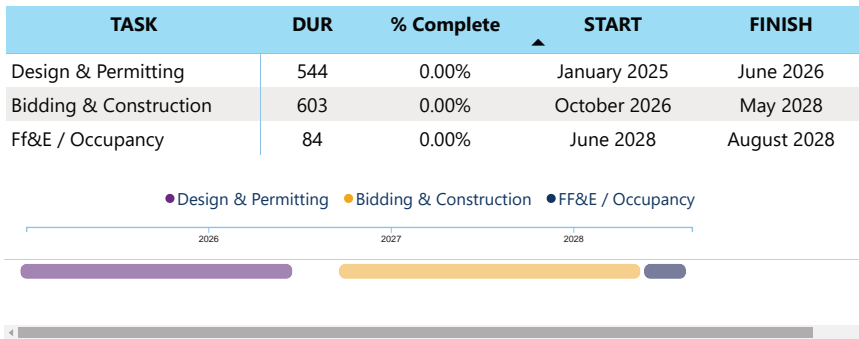 TASK DUR % Complete START FINISH
Design & Permitting 544 0.00% January 2025 June 2026
Bidding & Construction 603 0.00% October 2026 May 2028
Ff&E / Occupancy 84 0.00% June 2028 August 2028
Design & Permitting Bidding & Construction FF&E / Occupancy
2026 2027 2028